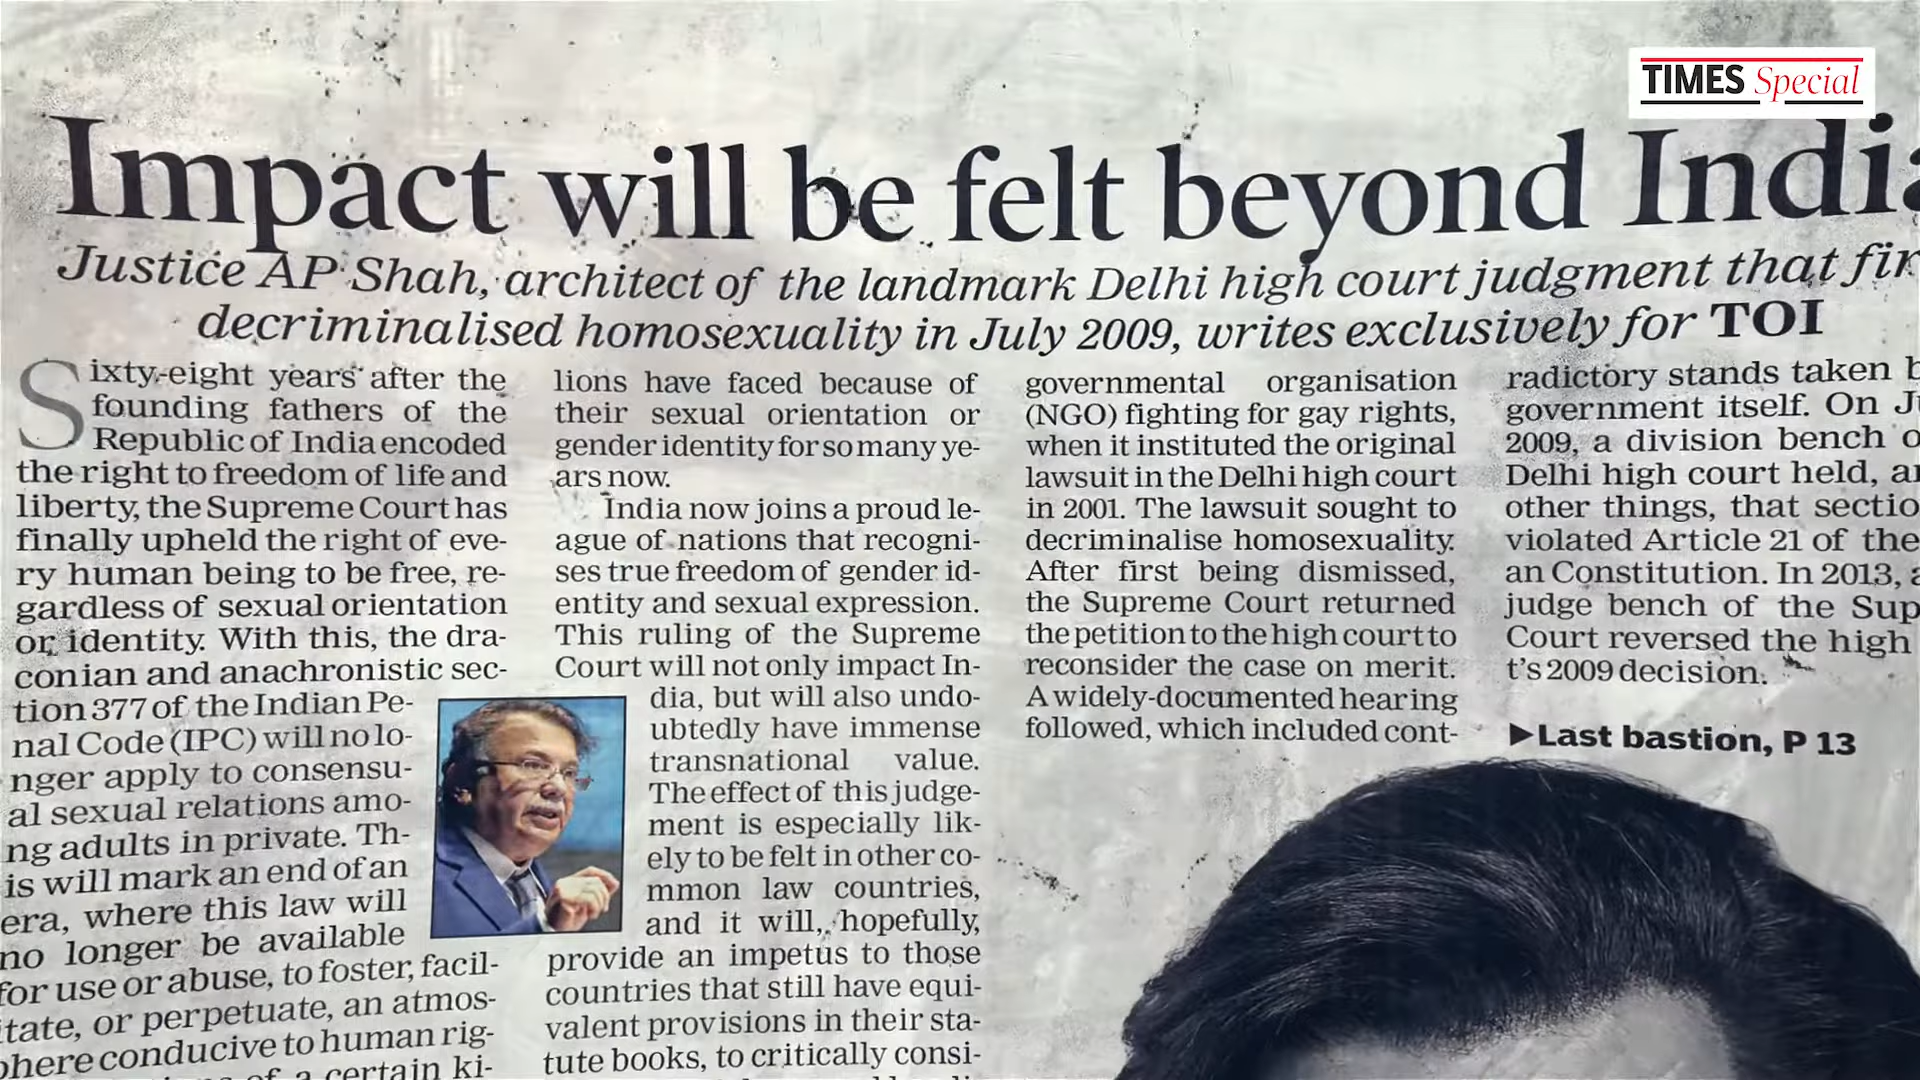 TIMES Special
Impact will be felt beyond India
Justice AP Shah, architect of the landmark Delhi high court judgment that fir
decriminalised homosexuality in July 2009, writes exclusively for TOI
Sixty-eight years after the
founding fathers of the
Republic of India encoded
the right to freedom of life and
liberty, the Supreme Court has
finally upheld the right of eve-
ry human being to be free, re-
gardless of sexual orientation
or identity. With this, the dra-
conian and anachronistic sec-
tion 377 of the Indian Pe-
nal Code (IPC) will no lo-
nger apply to consensu-
al sexual relations amo-
ng adults in private. Th-
is will mark an end of an
era, where this law will
no longer be available
for use or abuse, to foster, facil-
itate, or perpetuate, an atmos-
phere conducive to human rig-
of a certain ki-
lions have faced because of
their sexual orientation or
gender identity for so many ye-
ars now.
India now joins a proud le-
ague of nations that recogni-
ses true freedom of gender id-
entity and sexual expression.
This ruling of the Supreme
Court will not only impact In-
dia, but will also undo-
ubtedly have immense
transnational value.
The effect of this judge-
ment is especially lik-
ely to be felt in other co-
mmon law countries,
and it will, hopefully,
provide an impetus to those
countries that still have equi-
valent provisions in their sta-
tute books, to critically consi-
governmental organisation
(NGO) fighting for gay rights,
when it instituted the original
lawsuit in the Delhi high court
in 2001. The lawsuit sought to
decriminalise homosexuality.
After first being dismissed,
the Supreme Court returned
the petition to the high court to
reconsider the case on merit.
A widely-documented hearing
followed, which included cont-
radictory stands taken b
government itself. On Ju
2009, a division bench o
Delhi high court held, a
other things, that sectio
violated Article 21 of the
an Constitution. In 2013, a
judge bench of the Sup
Court reversed the high
t's 2009 decision.
▶Last bastion, P 13